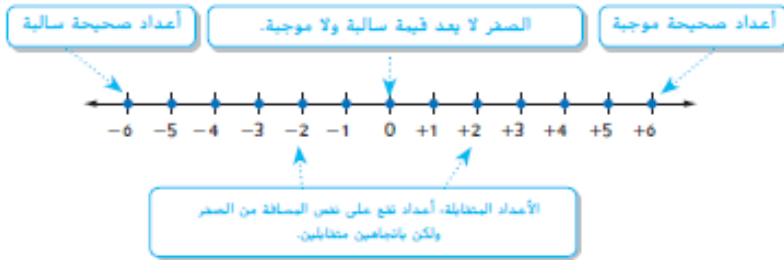 أعداد صحيحة موجبة
الصفر لا يعد قيمة سالبة ولا موجبة.
أعداد صحيحة سالبة
−6 −5 −4 −3 −2 −1 0 +1 +2 +3 +4 +5 +6
الأعداد المتقابلة، أعداد تقع على نفس المسافة من الصفر
ولكن باتجاهين متقابلين.